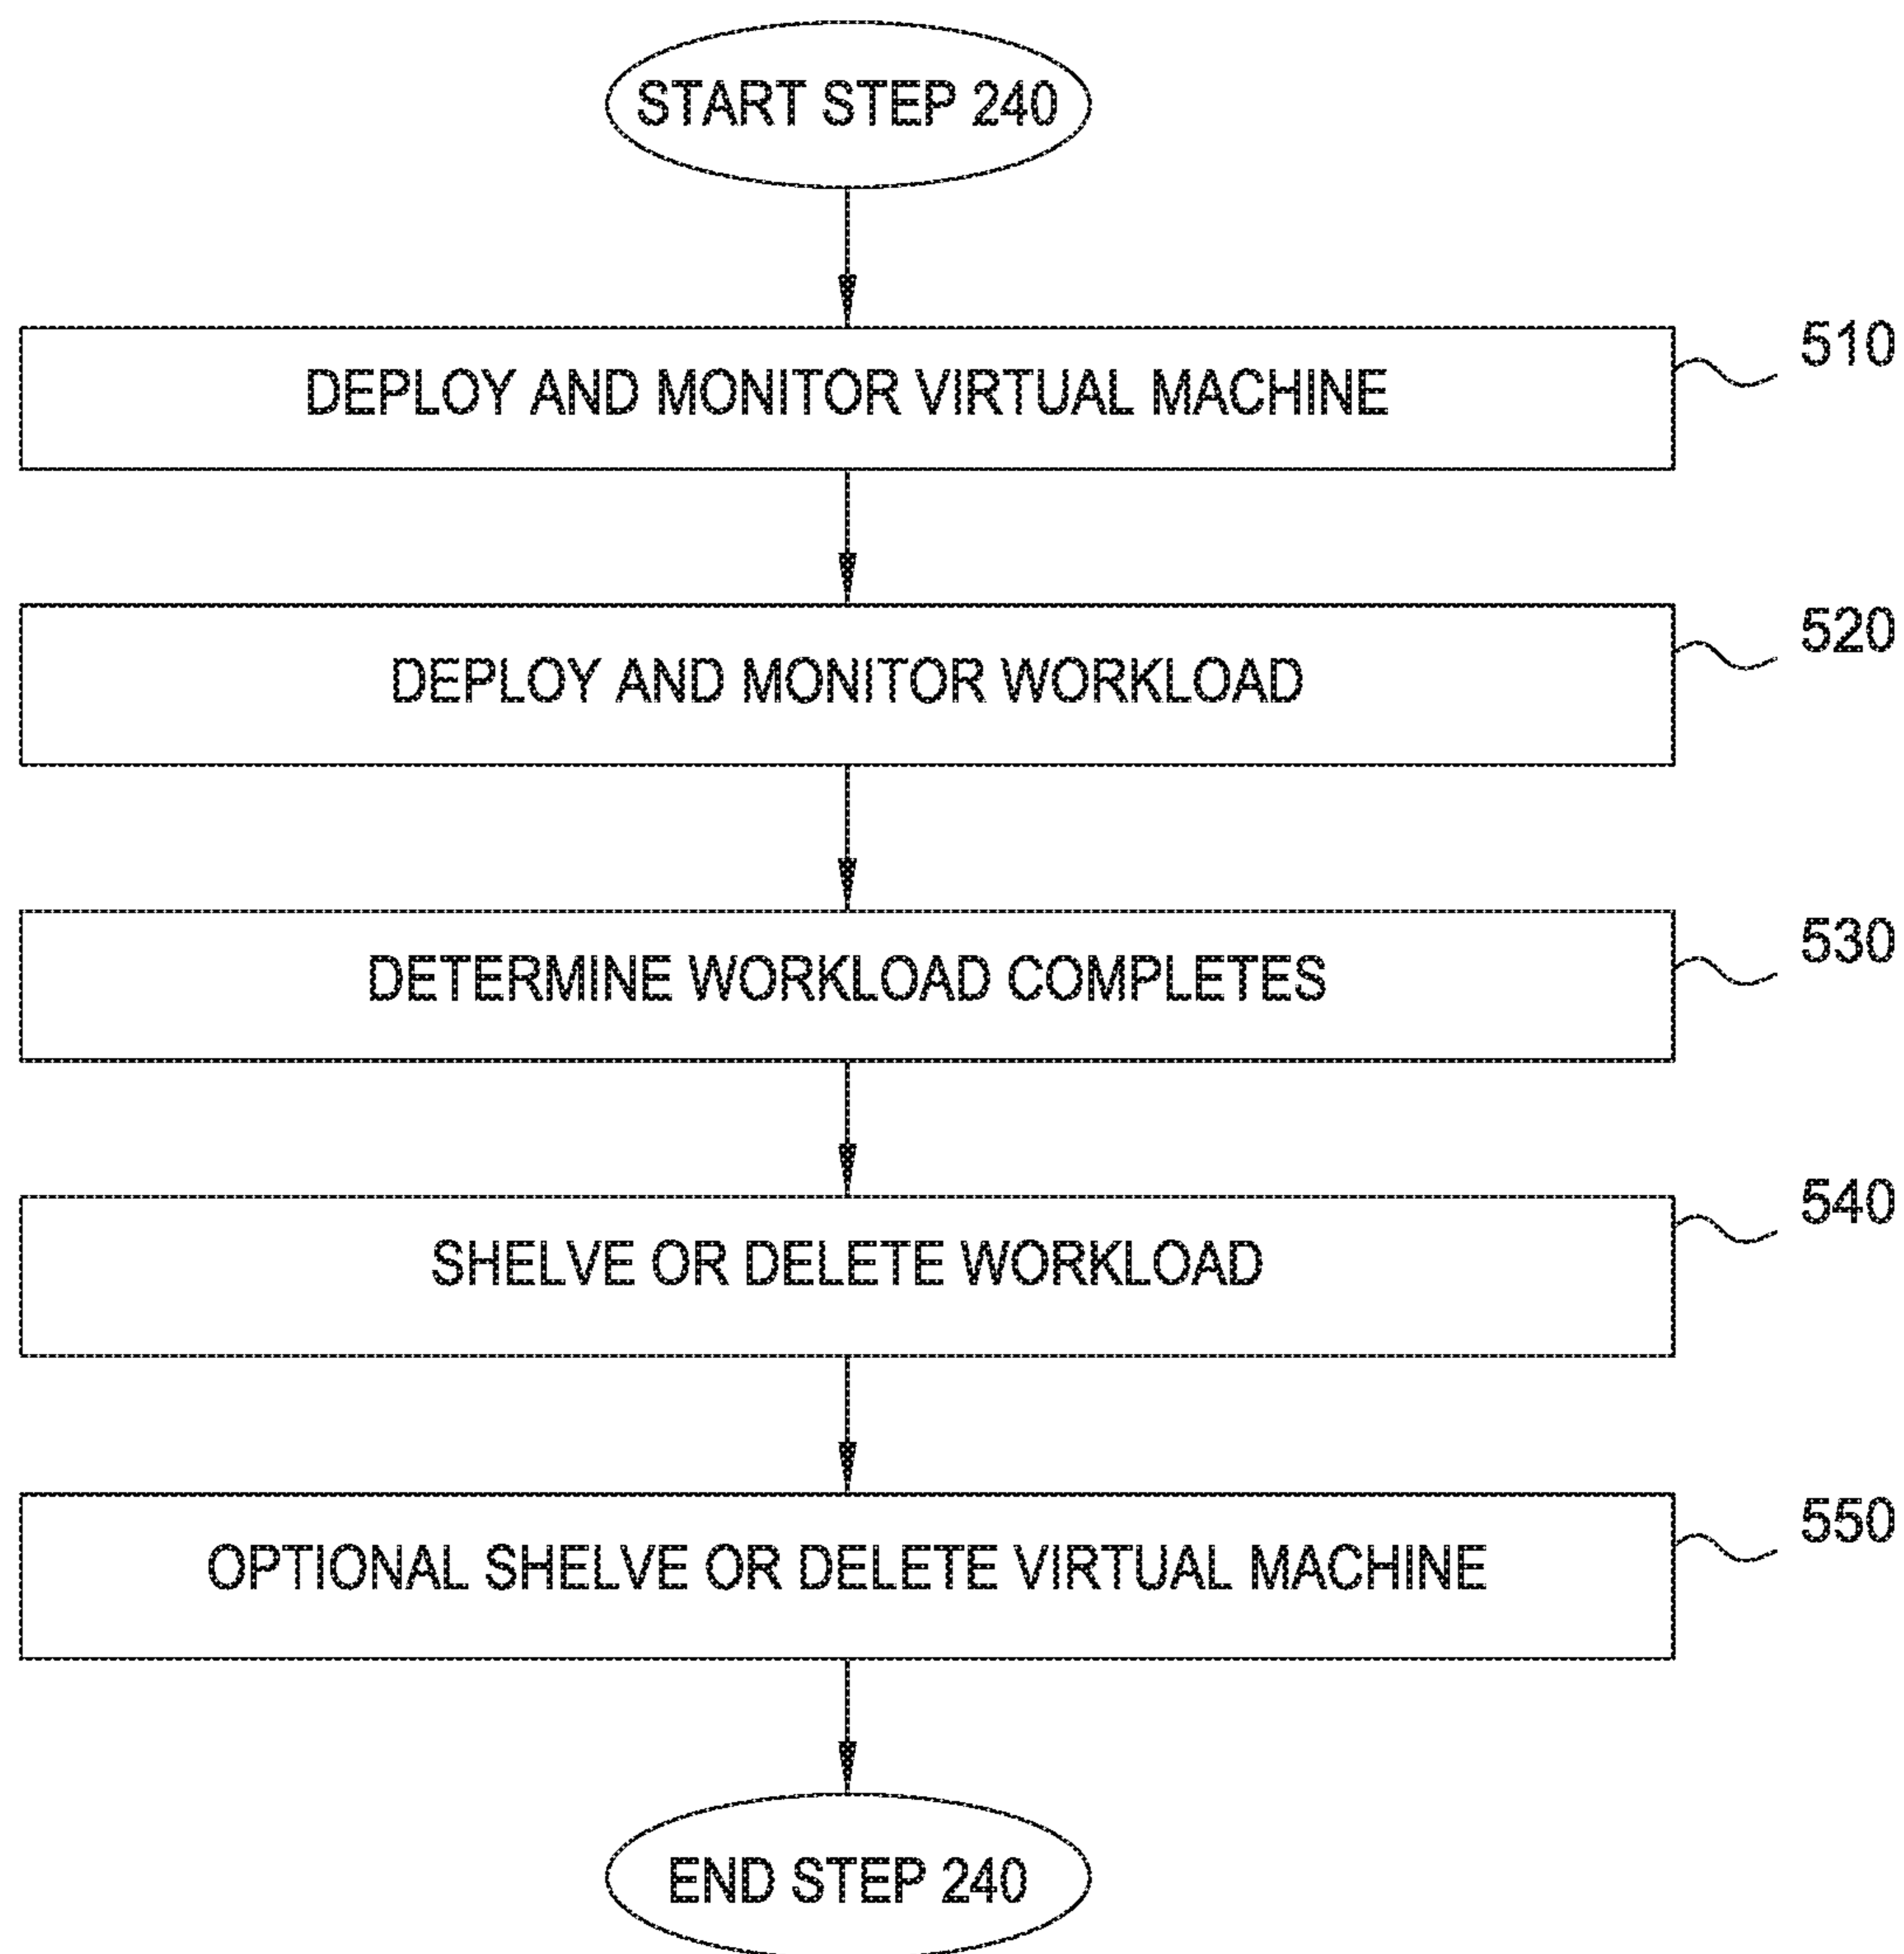 START STEP 240
510
DEPLOY AND MONITOR VIRTUAL MACHINE
520
DEPLOY AND MONITOR WORKLOAD
530
DETERMINE WORKLOAD COMPLETES
540
SHELVE OR DELETE WORKLOAD
550
OPTIONAL SHELVE OR DELETE VIRTUAL MACHINE
END STEP 240